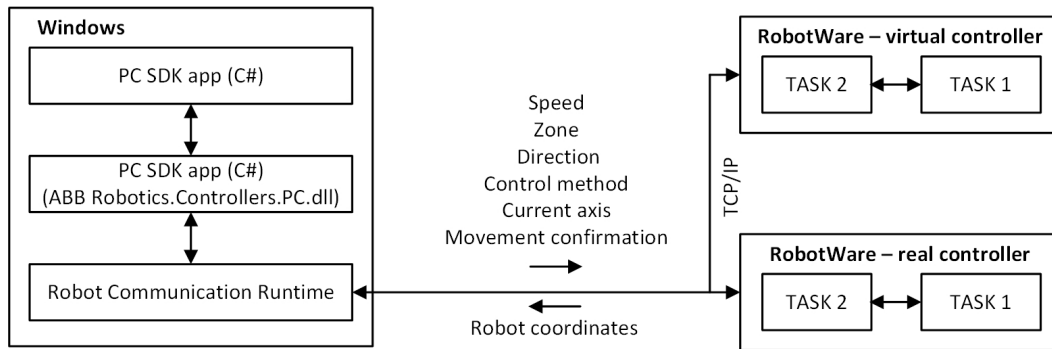 Windows
PC SDK app (C#)
PC SDK app (C#)
(ABB Robotics.Controllers.PC.dll)
Robot Communication Runtime
Speed
Zone
Direction
Control method
Current axis
Movement confirmation
Robot coordinates
TCP/IP
RobotWare – virtual controller
TASK 2
TASK 1
RobotWare – real controller
TASK 2
TASK 1